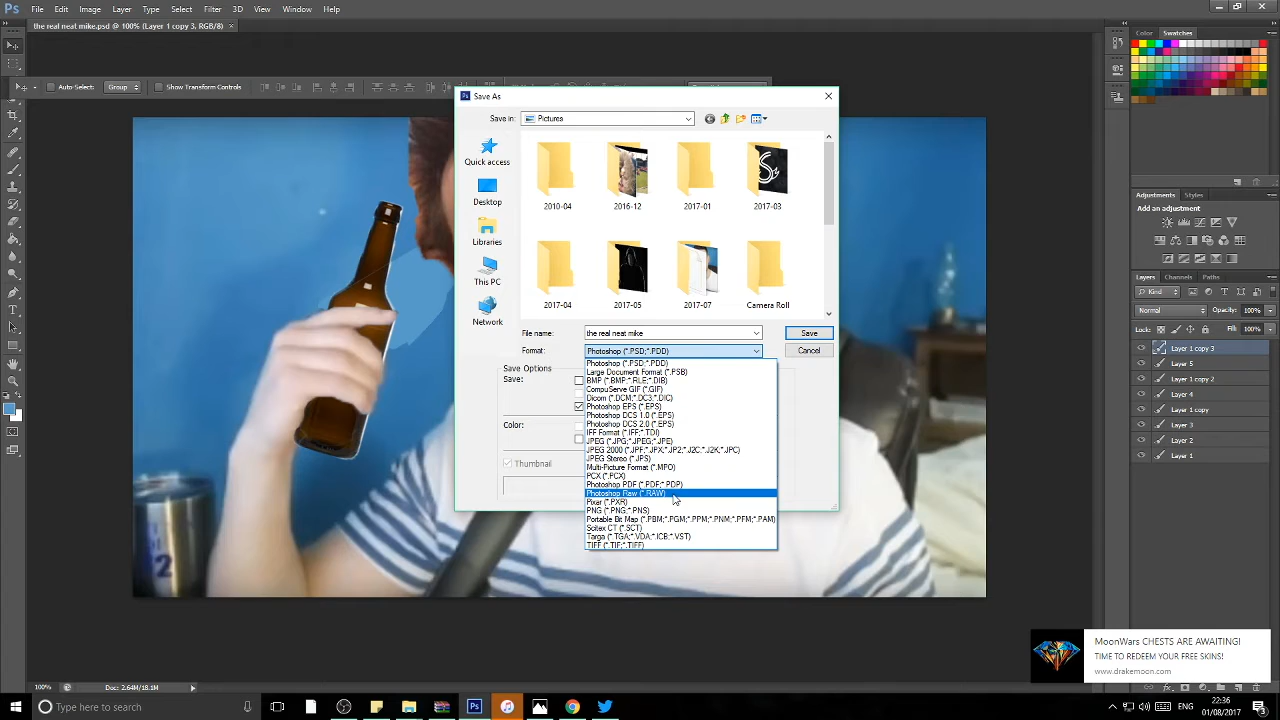 Ps File Edit Image Layer Type Select Filter 3D View Window Help
the real neat mike.psd @ 100% (Layer 1 copy 3, RGB/8)
Auto-Select: Group Show Transform Controls
Save As
Save in: Pictures
Quick access
Desktop
Libraries
This PC
Network
2010-04 2016-12 2017-01 2017-03
2017-04 2017-05 2017-07 Camera Roll
File name: the real neat mike Save
Format: Photoshop (*.PSD;*.PDD) Cancel
Save Options
Save:
Color:
Thumbnail
Photoshop (*.PSD;*.PDD)
Large Document Format (*.PSB)
BMP (*.BMP;*.RLE;*.DIB)
CompuServe GIF (*.GIF)
Dicom (*.DCM;*.DC3;*.DIC)
Photoshop EPS (*.EPS)
Photoshop DCS 1.0 (*.EPS)
Photoshop DCS 2.0 (*.EPS)
IFF Format (*.IFF;*.TDI)
JPEG (*.JPG;*.JPEG;*.JPE)
JPEG 2000 (*.JPF;*.JPX;*.JP2;*.J2C;*.J2K;*.JPC)
JPEG Stereo (*.JPS)
Multi-Picture Format (*.MPO)
PCX (*.PCX)
Photoshop PDF (*.PDF;*.PDP)
Photoshop Raw (*.RAW)
Pixar (*.PXR)
PNG (*.PNG;*.PNS)
Portable Bit Map (*.PBM;*.PGM;*.PPM;*.PNM;*.PFM;*.PAM)
Scitex CT (*.SCT)
Targa (*.TGA;*.VDA;*.ICB;*.VST)
TIFF (*.TIF;*.TIFF)
Color Swatches
Adjustments Styles
Add an adjustment
Layers Channels Paths
Kind
Normal Opacity: 100%
Lock: Fill: 100%
Layer 1 copy 3
Layer 5
Layer 1 copy 2
Layer 4
Layer 1 copy
Layer 3
Layer 2
Layer 1
MoonWars CHESTS ARE AWAITING!
TIME TO REDEEM YOUR FREE SKINS!
www.drakemoon.com
100% Doc: 2.64M/18.1M
Type here to search
22:36
01/08/2017